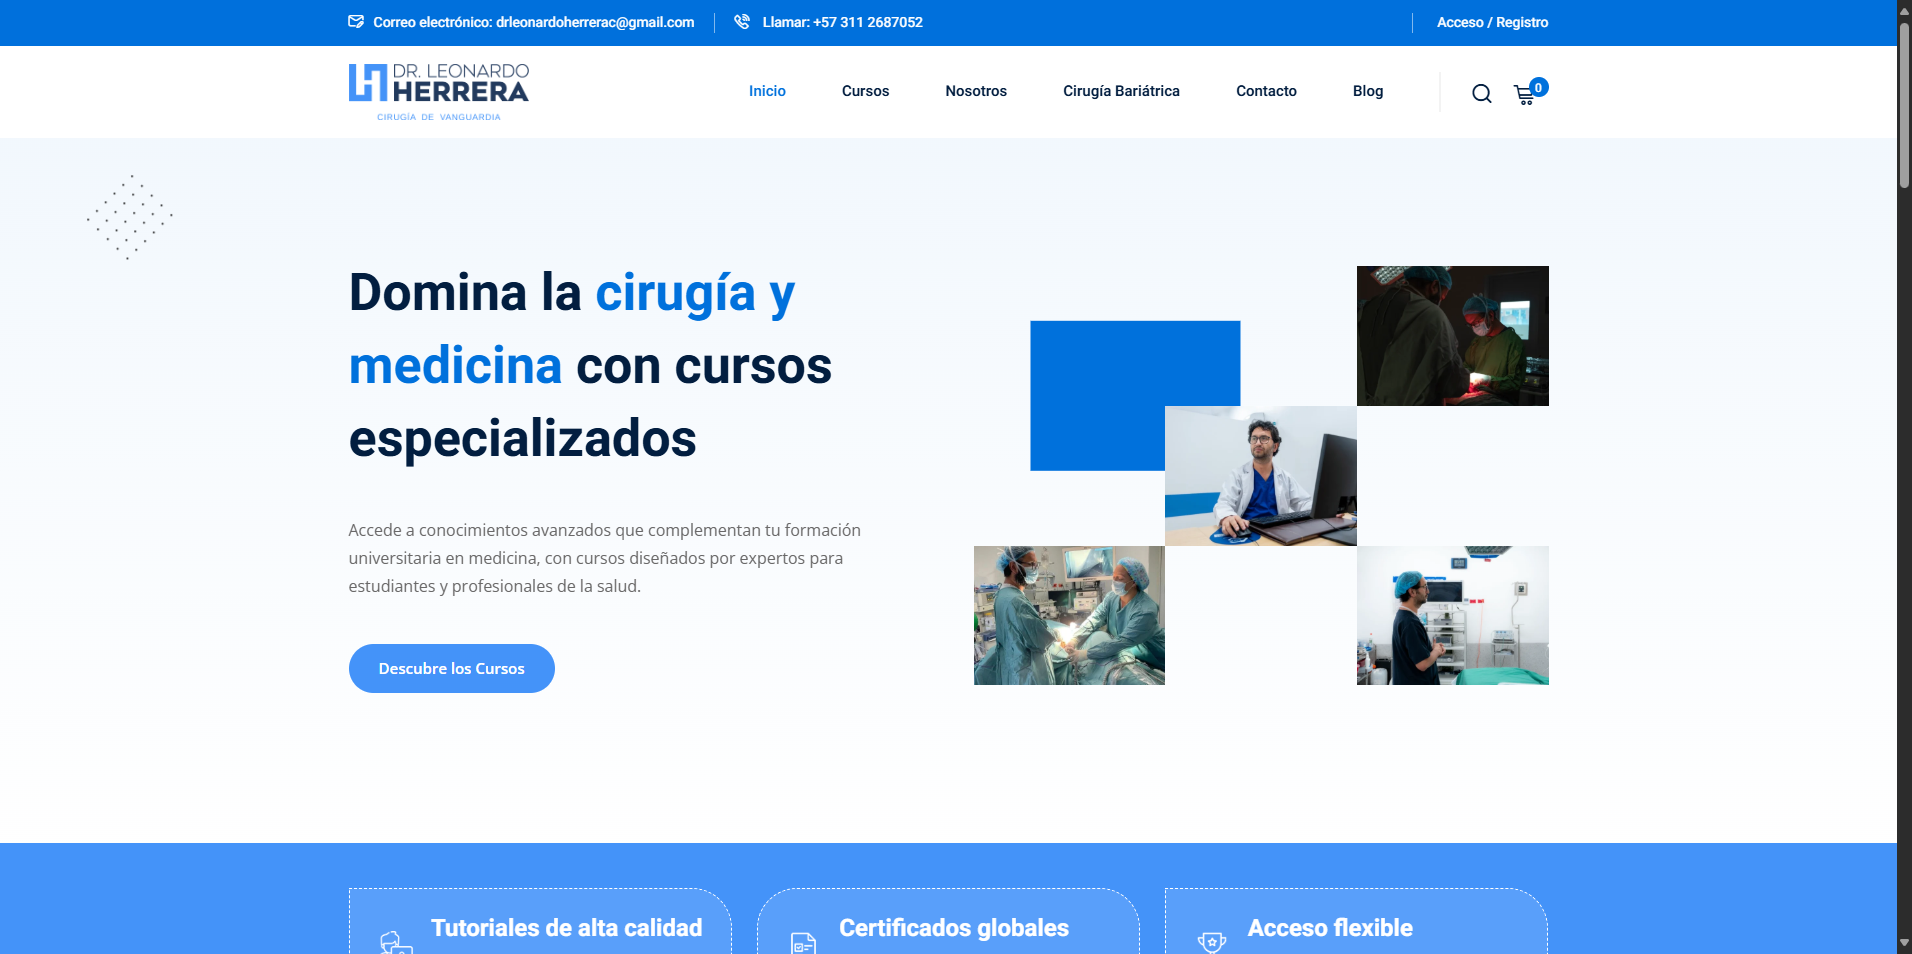 Correo electrónico: drleonardoherrerac@gmail.com
Llamar: +57 311 2687052
Acceso / Registro
DR. LEONARDO
HERRERA
CIRUGÍA DE VANGUARDIA
Inicio
Cursos
Nosotros
Cirugía Bariátrica
Contacto
Blog
0
Domina la cirugía y
medicina con cursos
especializados
Accede a conocimientos avanzados que complementan tu formación
universitaria en medicina, con cursos diseñados por expertos para
estudiantes y profesionales de la salud.
Descubre los Cursos
Tutoriales de alta calidad
Certificados globales
Acceso flexible